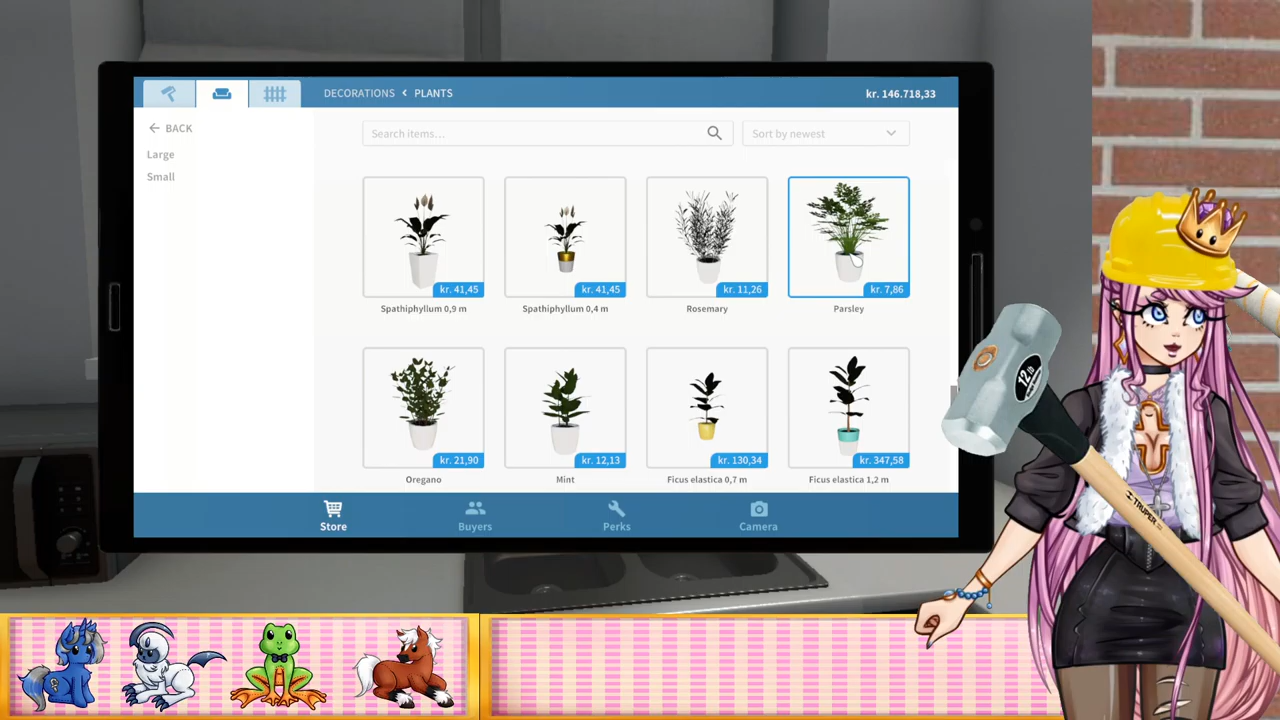 DECORATIONS < PLANTS
kr. 146.718,33
BACK
Large
Small
Search items...
Sort by newest
kr. 41,45
kr. 41,45
kr. 11,26
kr. 7,86
Spathiphyllum 0,9 m
Spathiphyllum 0,4 m
Rosemary
Parsley
kr. 21,90
kr. 12,13
kr. 130,34
kr. 347,58
Oregano
Mint
Ficus elastica 0,7 m
Ficus elastica 1,2 m
Store
Buyers
Perks
Camera
12 lb
TRUPER